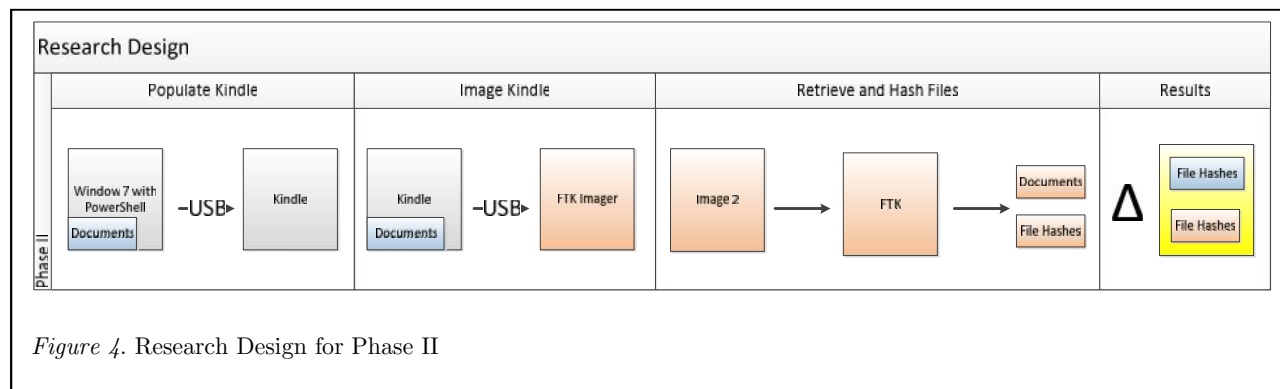 Research Design
Phase II
Populate Kindle
Image Kindle
Retrieve and Hash Files
Results
Window 7 with
PowerShell
Documents
USB
Kindle
Kindle
Documents
USB
FTK Imager
Image 2
FTK
Documents
File Hashes
Δ
File Hashes
File Hashes
Figure 4. Research Design for Phase II